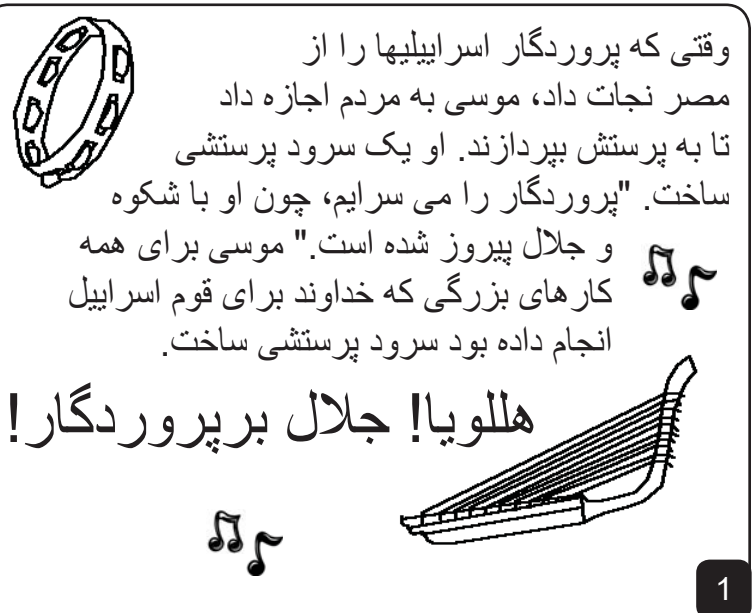 وقتی که پروردگار اسراییلیها را از
مصر نجات داد، موسی به مردم اجازه داد
تا به پرستش بپردازند. او یک سرود پرستشی
ساخت. "پروردگار را می سرایم، چون او با شکوه
و جلال پیروز شده است." موسی برای همه
کارهای بزرگی که خداوند برای قوم اسراییل
انجام داده بود سرود پرستشی ساخت.
هللویا! جلال برپروردگار!
1